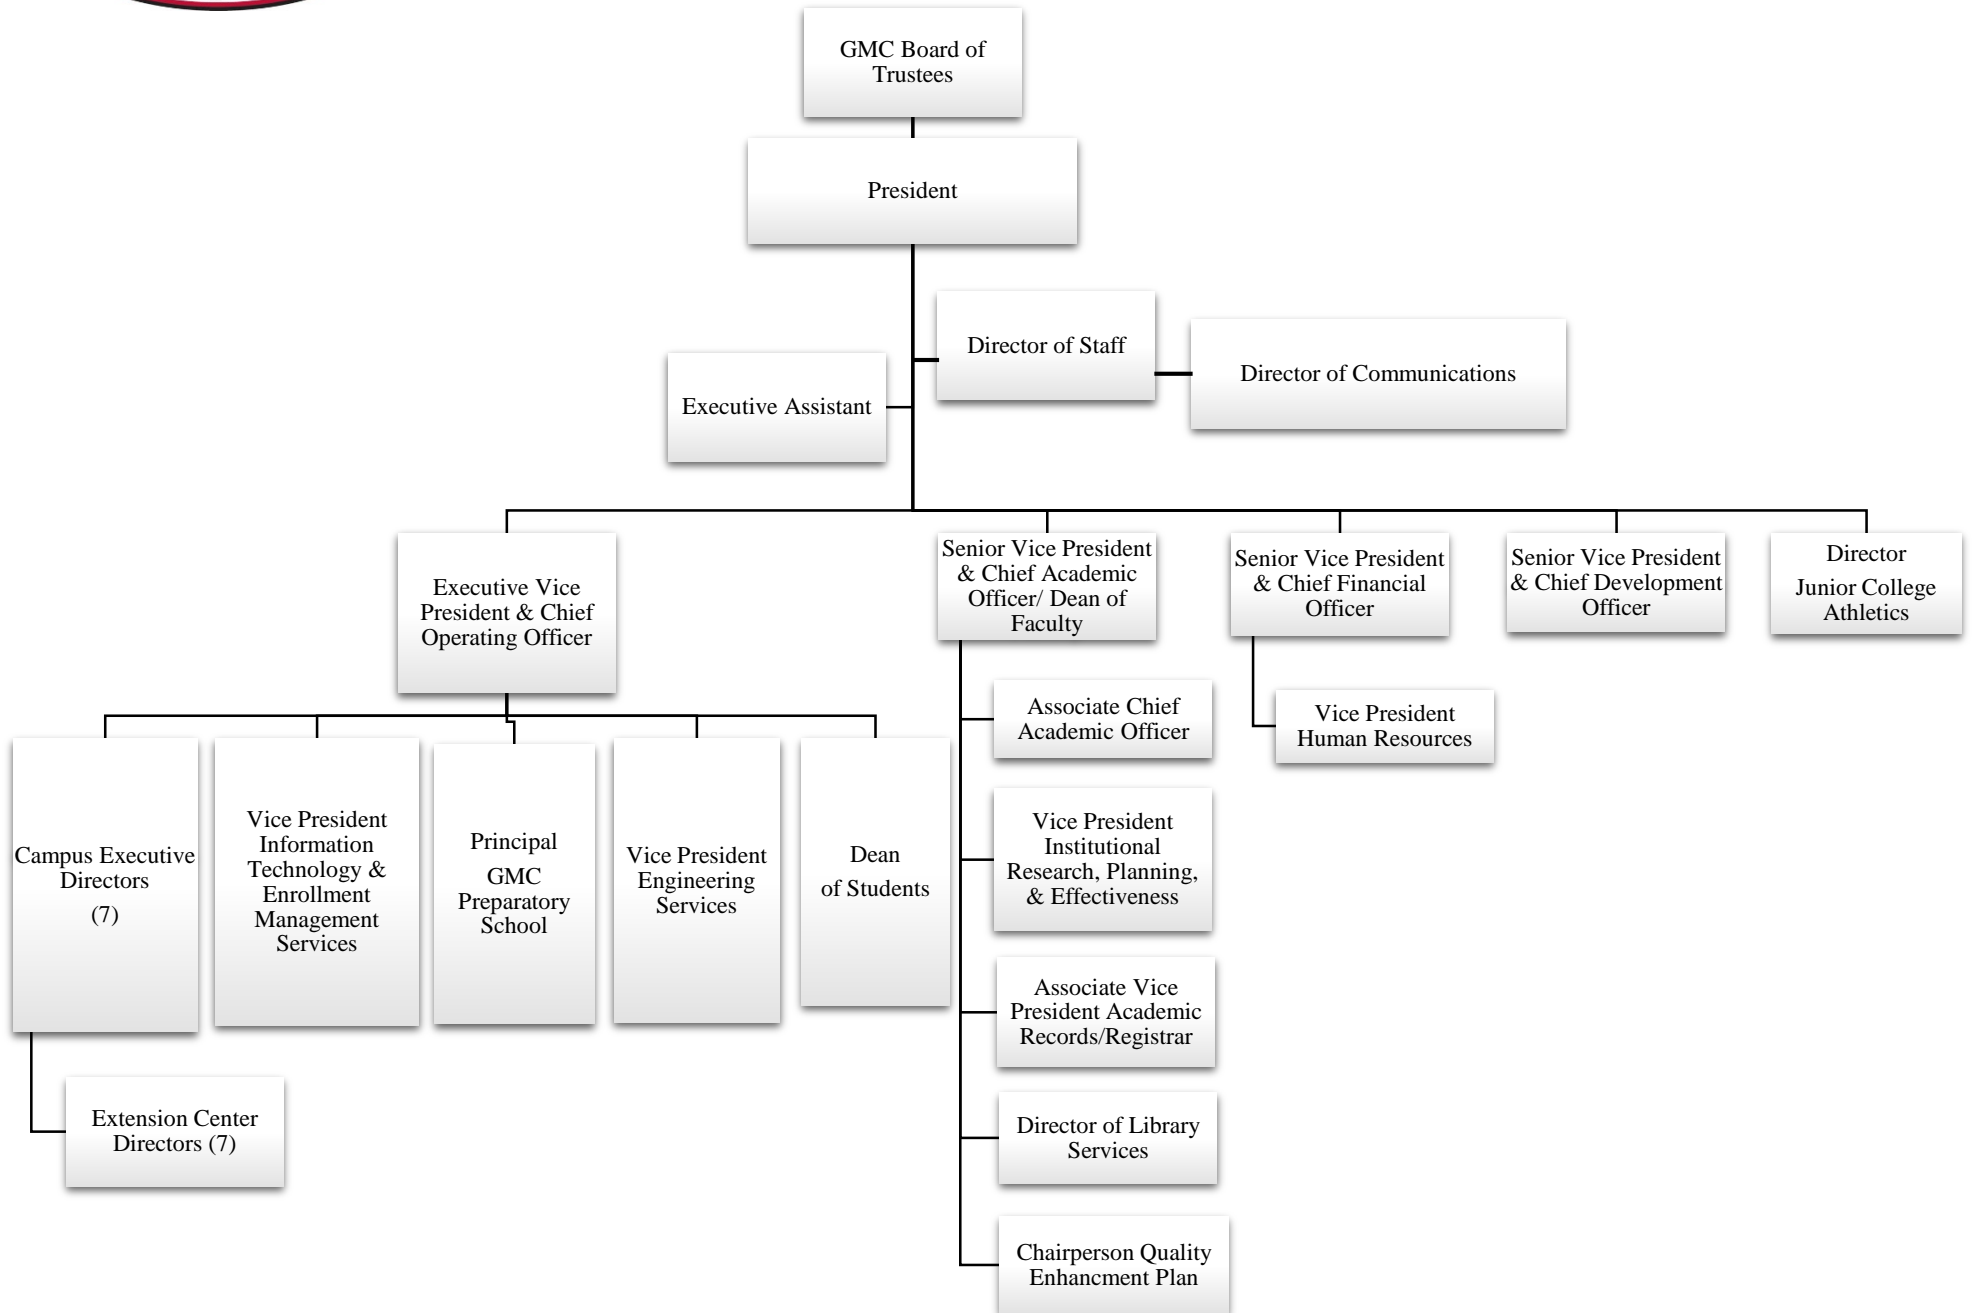 GMC Board of
Trustees
President
Director of Staff
Director of Communications
Executive Assistant
Executive Vice
President & Chief
Operating Officer
Senior Vice President
& Chief Academic
Officer/ Dean of
Faculty
Senior Vice President
& Chief Financial
Officer
Senior Vice President
& Chief Development
Officer
Director
Junior College
Athletics
Associate Chief
Academic Officer
Vice President
Human Resources
Campus Executive
Directors
(7)
Vice President
Information
Technology &
Enrollment
Management
Services
Principal
GMC
Preparatory
School
Vice President
Engineering
Services
Dean
of Students
Vice President
Institutional
Research, Planning,
& Effectiveness
Associate Vice
President Academic
Records/Registrar
Extension Center
Directors (7)
Director of Library
Services
Chairperson Quality
Enhancment Plan